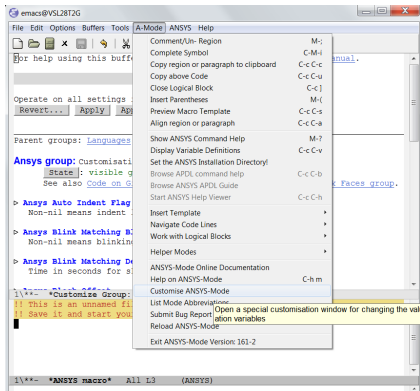 emacs@VSL28T2G
File Edit Options Buffers Tools A-Mode ANSYS Help
Comment/Un- Region M-;
Complete Symbol C-M-i
Copy region or paragraph to clipboard C-c C-c
Copy above Code C-c C-u
Close Logical Block C-c ]
Insert Parentheses M-(
Preview Macro Template C-c C-s
Align region or paragraph C-c C-a
Show ANSYS Command Help M-?
Display Variable Definitions C-c C-v
Set the ANSYS Installation Directory!
Browse APDL command help C-c C-b
Browse ANSYS APDL Guide
Start ANSYS Help Viewer C-c C-h
Insert Template
Navigate Code Lines
Work with Logical Blocks
Helper Modes
ANSYS-Mode Online Documentation
Help on ANSYS-Mode C-h m
Customise ANSYS-Mode
List Mode Abbreviations
Submit Bug Report
Reload ANSYS-Mode
Exit ANSYS-Mode Version: 161-2
For help using this buff
anual.
Operate on all settings
Revert... Apply
Parent groups: Languages
Ansys group: Customisati
State : visible g
See also Code on G
k Faces group.
▷ Ansys Auto Indent Flag
Non-nil means indent
▷ Ansys Blink Matching Bl
Non-nil means blinkin
▷ Ansys Blink Matching De
Time in seconds for s
1\**- *Customize Group:
!! This is an unnamed fil
!! Save it and start your
Open a special customisation window for changing the val
ation variables
1\**- *ANSYS macro* All L3 (ANSYS)